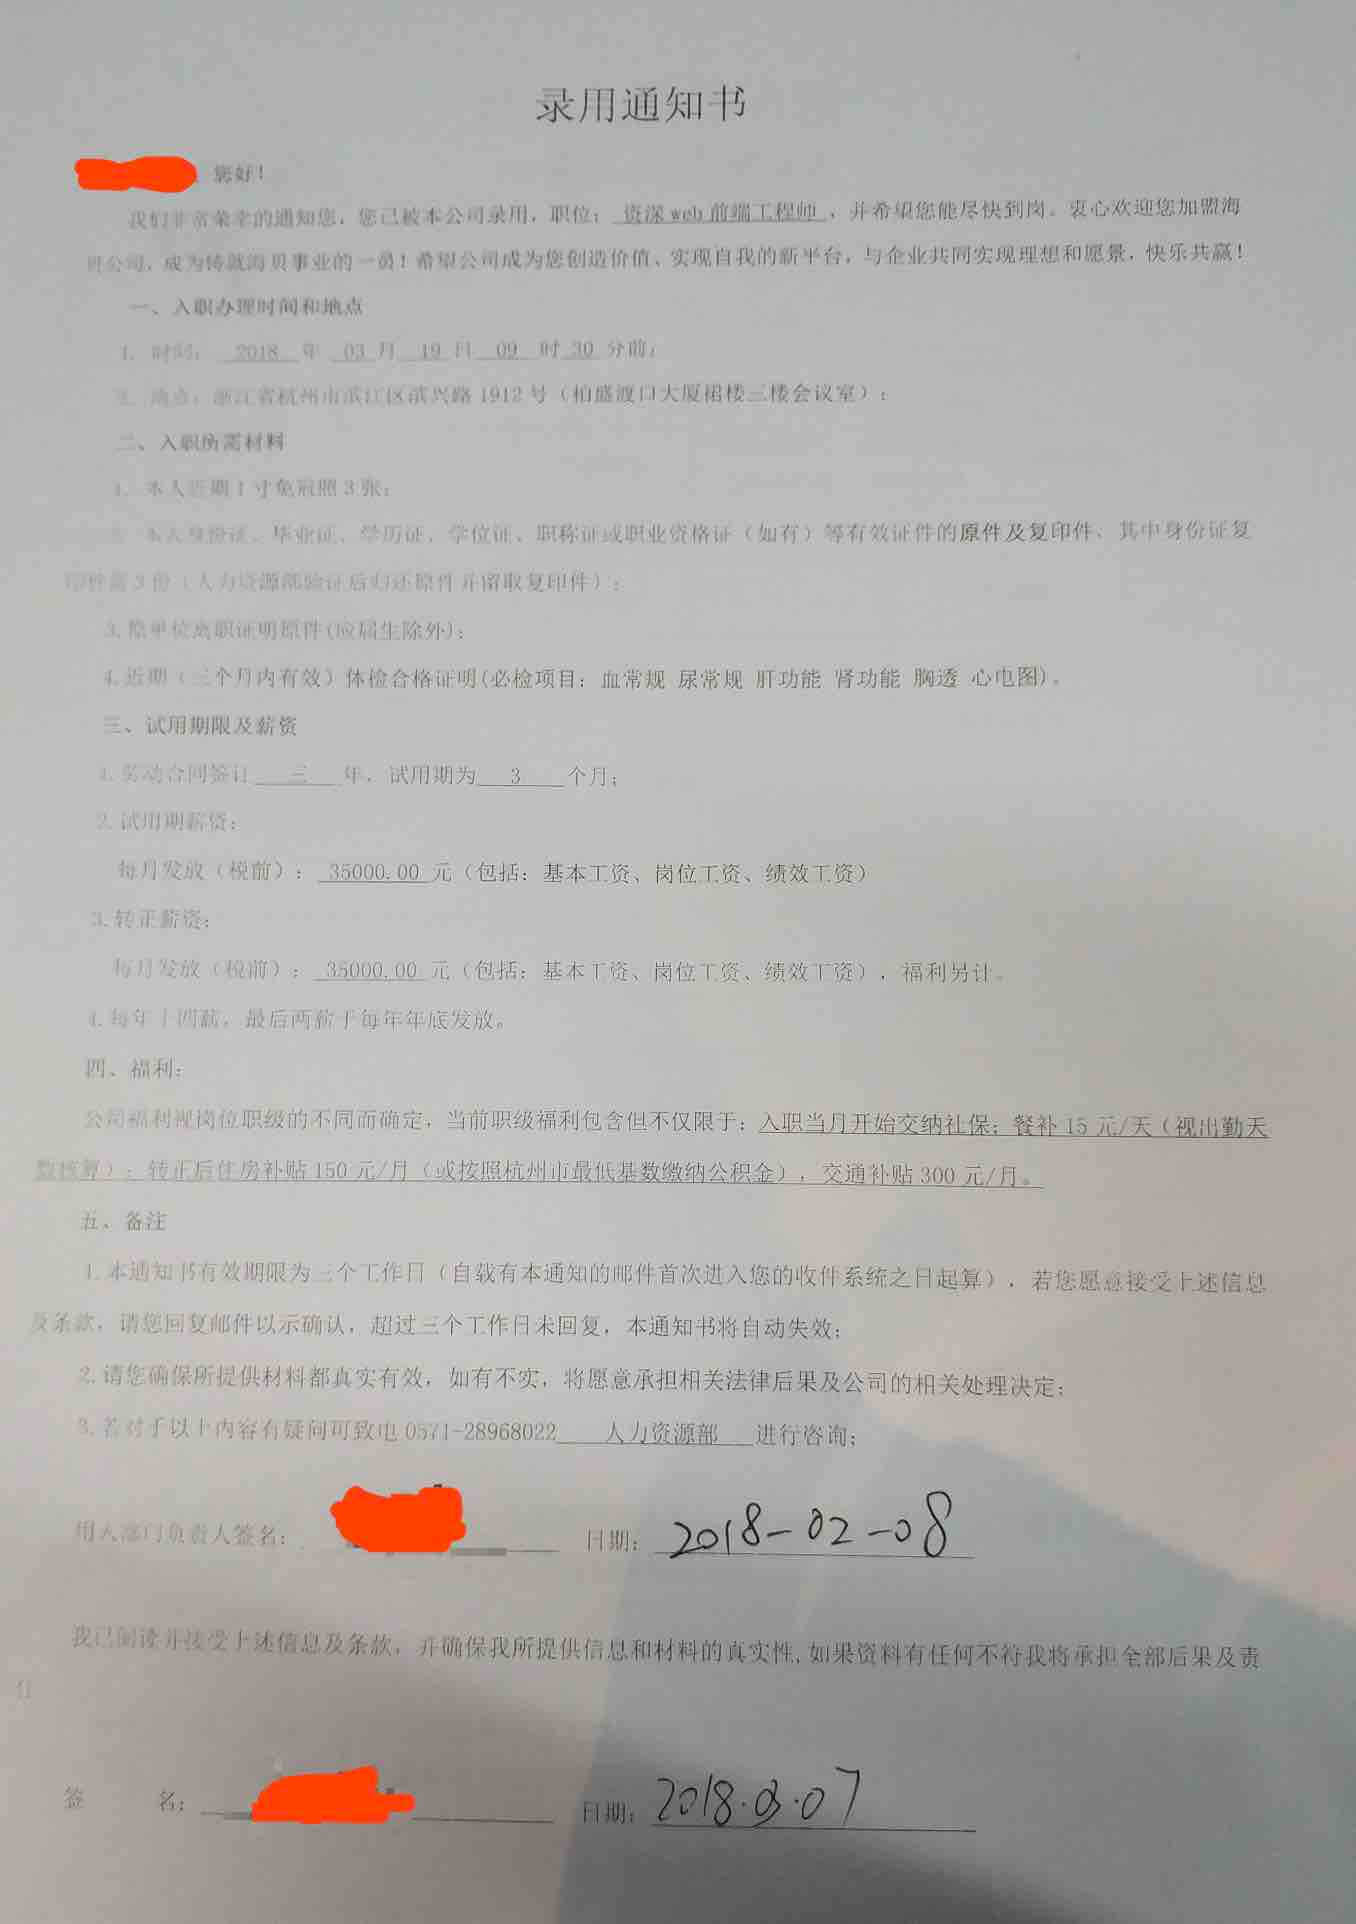 录用通知书
您好！
我们非常荣幸的通知您，您已被本公司录用，职位：资深web前端工程师，并希望您能尽快到岗。衷心欢迎您加盟海
贝公司，成为铸就海贝事业的一员！希望公司成为您创造价值、实现自我的新平台，与企业共同实现理想和愿景，快乐共赢！
一、入职办理时间和地点
1. 时间： 2018 年 03 月 19 日 09 时 30 分前；
2. 地点：浙江省杭州市滨江区滨兴路1912号（柏盛渡口大厦裙楼三楼会议室）；
二、入职所需材料
1. 本人近期1寸免冠照3张；
2. 本人身份证、毕业证、学历证、学位证、职称证或职业资格证（如有）等有效证件的原件及复印件、其中身份证复
印件需3份（人力资源部验证后归还原件并留取复印件）；
3.原单位离职证明原件(应届生除外)；
4.近期（三个月内有效）体检合格证明(必检项目：血常规 尿常规 肝功能 肾功能 胸透 心电图)。
三、试用期限及薪资
1.劳动合同签订 三 年，试用期为 3 个月；
2.试用期薪资：
每月发放（税前）： 35000.00 元（包括：基本工资、岗位工资、绩效工资）
3.转正薪资：
每月发放（税前）： 35000.00 元（包括：基本工资、岗位工资、绩效工资），福利另计。
4.每年十四薪，最后两薪于每年年底发放。
四、福利：
公司福利视岗位职级的不同而确定，当前职级福利包含但不仅限于：入职当月开始交纳社保；餐补15元/天（视出勤天
数核算）；转正后住房补贴150元/月（或按照杭州市最低基数缴纳公积金），交通补贴300元/月。
五、备注
1.本通知书有效期限为三个工作日（自载有本通知的邮件首次进入您的收件系统之日起算），若您愿意接受上述信息
及条款，请您回复邮件以示确认，超过三个工作日未回复，本通知书将自动失效；
2.请您确保所提供材料都真实有效，如有不实，将愿意承担相关法律后果及公司的相关处理决定；
3.若对于以上内容有疑问可致电0571-28968022 人力资源部 进行咨询；
用人部门负责人签名： 日期： 2018-02-08
我已阅读并接受上述信息及条款，并确保我所提供信息和材料的真实性,如果资料有任何不符我将承担全部后果及责
任
签 名： 日期： 2018.03.07